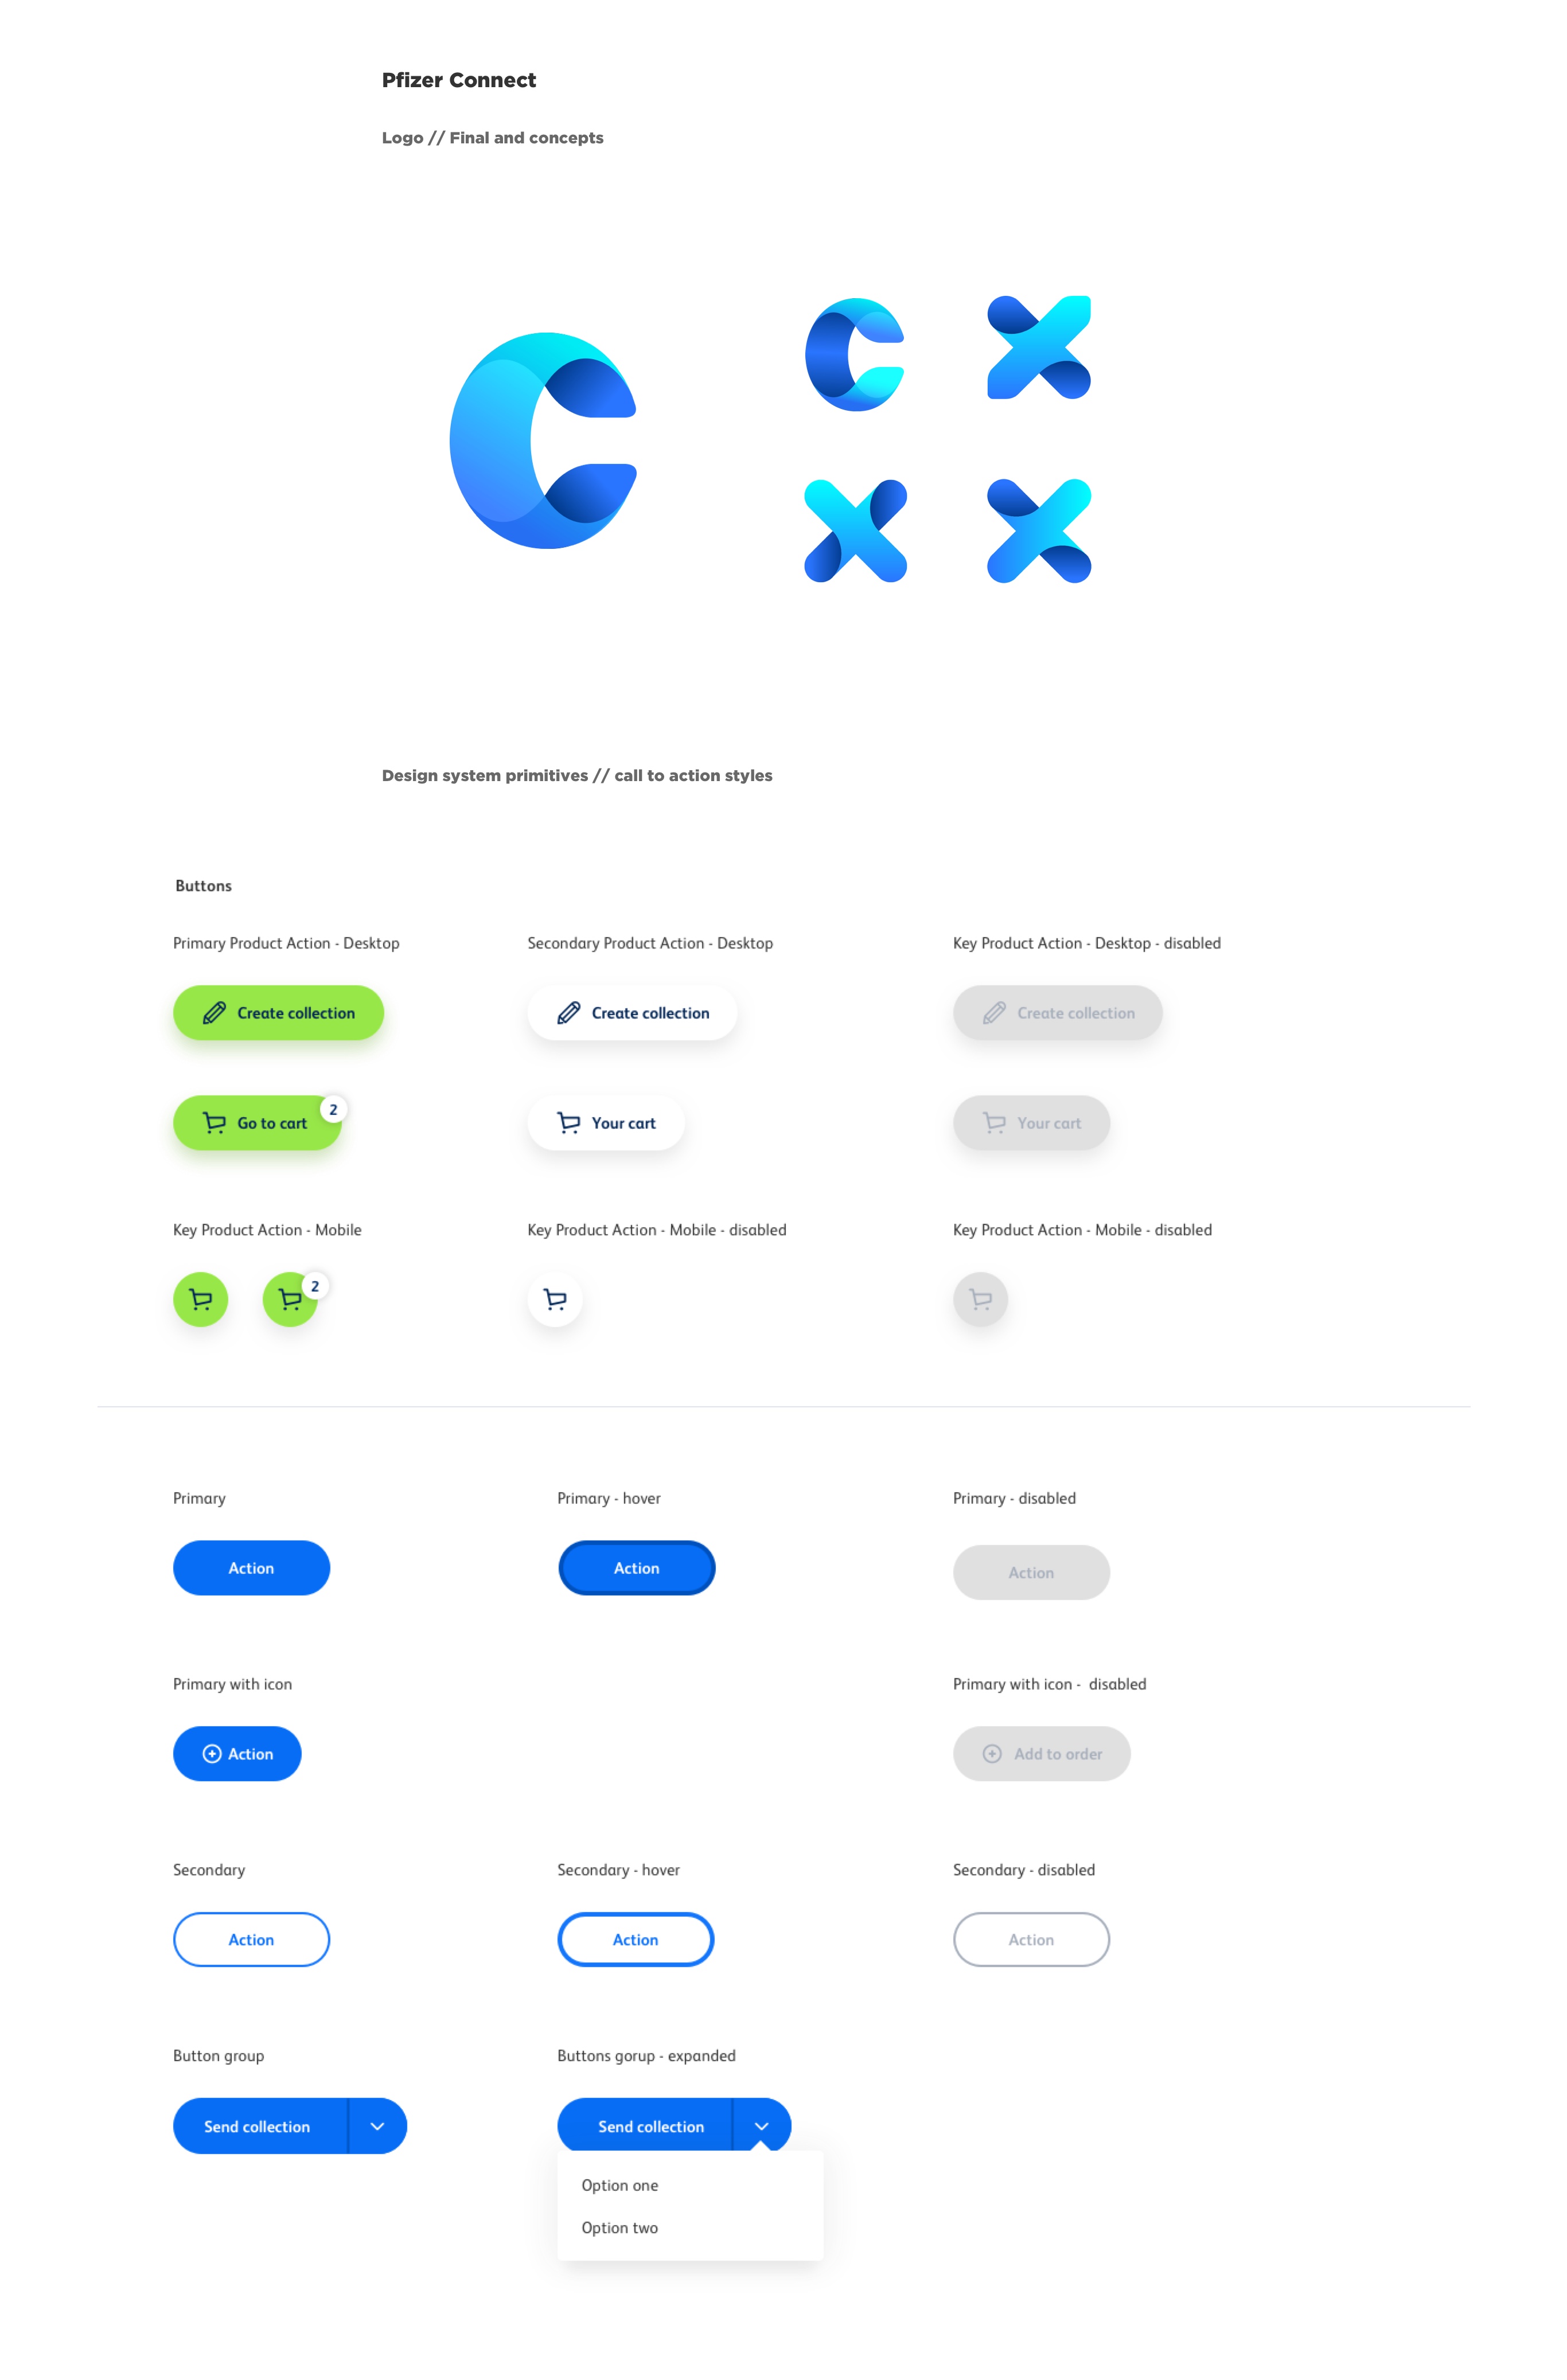 Pfizer Connect
Logo // Final and concepts
Design system primitives // call to action styles
Buttons
Primary Product Action - Desktop
Secondary Product Action - Desktop
Key Product Action - Desktop - disabled
Create collection
Create collection
Create collection
Go to cart
2
Your cart
Your cart
Key Product Action - Mobile
Key Product Action - Mobile - disabled
Key Product Action - Mobile - disabled
2
Primary
Primary - hover
Primary - disabled
Action
Action
Action
Primary with icon
Primary with icon -  disabled
Action
Add to order
Secondary
Secondary - hover
Secondary - disabled
Action
Action
Action
Button group
Buttons gorup - expanded
Send collection
Send collection
Option one
Option two